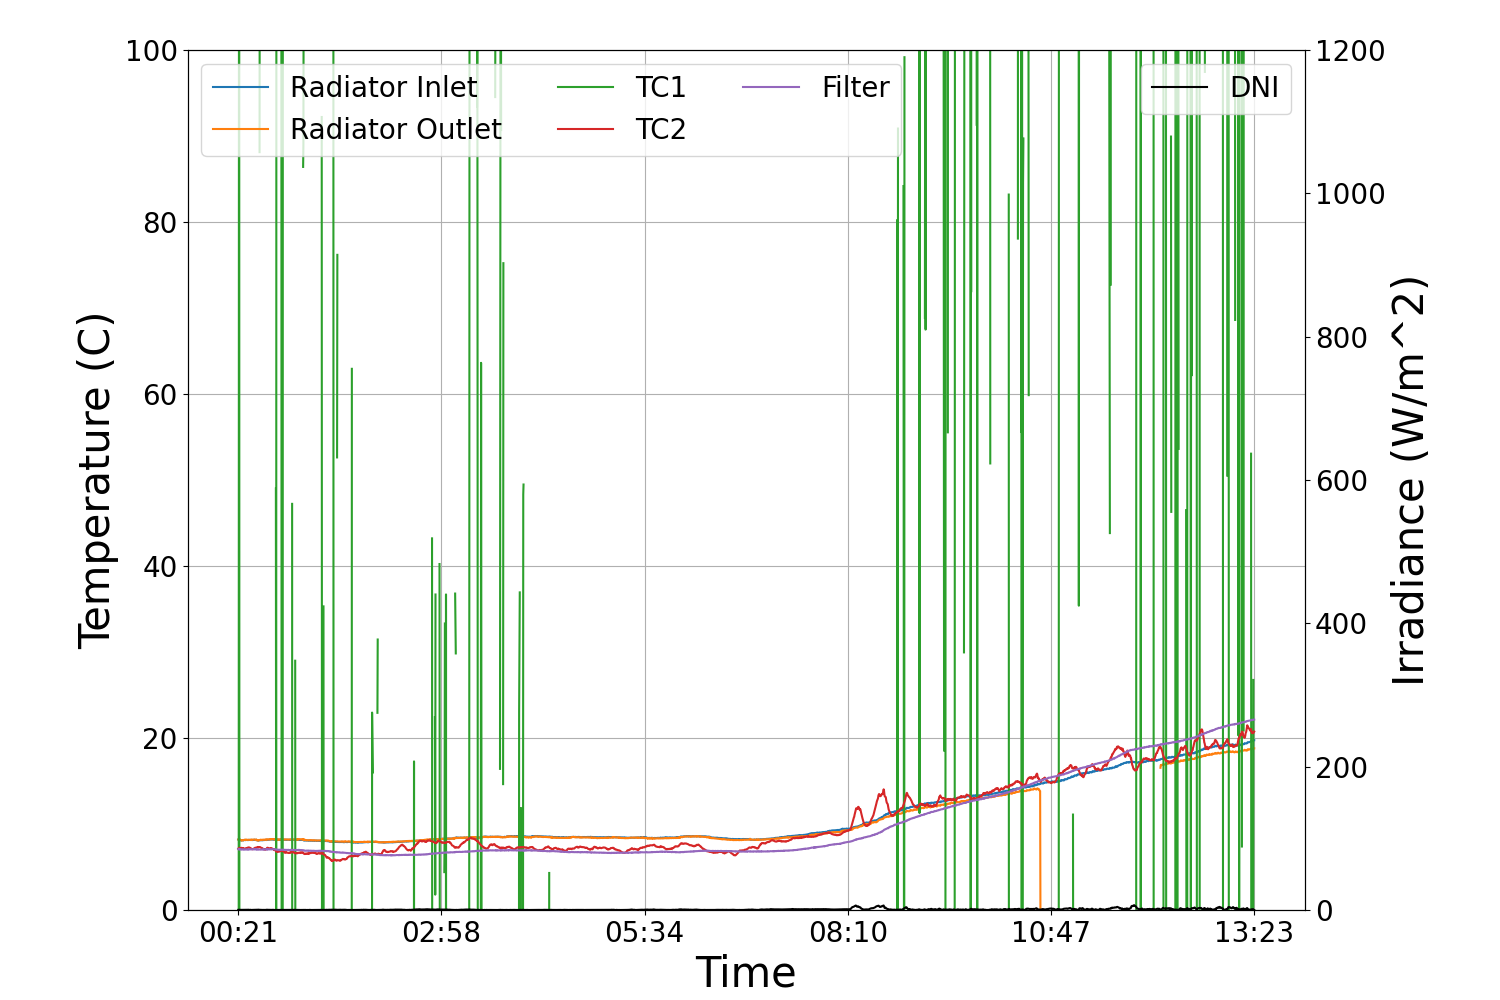 Radiator Inlet
Radiator Outlet
TC1
TC2
Filter
DNI
Temperature (C)
100
80
60
40
20
0
Irradiance (W/m^2)
1200
1000
800
600
400
200
0
00:21 02:58 05:34 08:10 10:47 13:23
Time